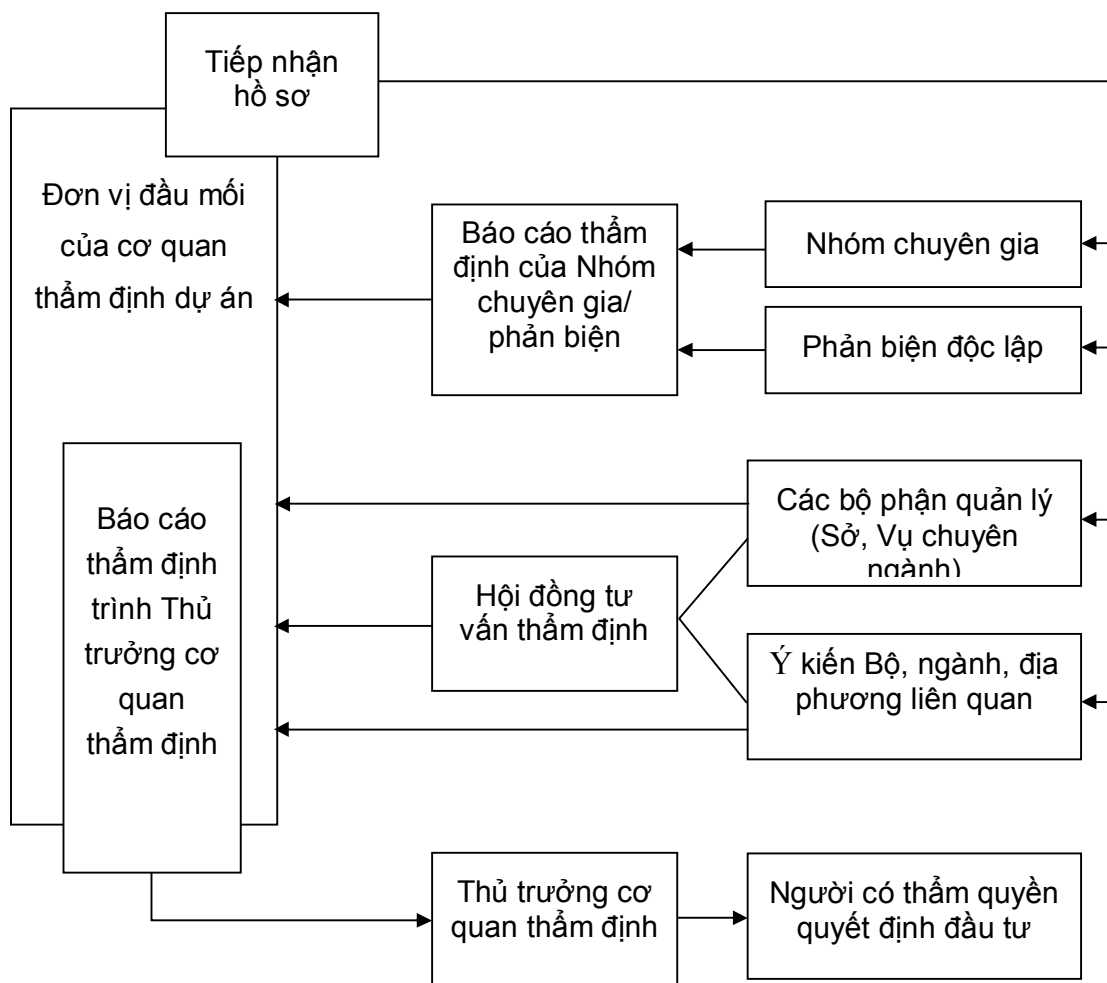 Tiếp nhận
hồ sơ
Đơn vị đầu mối
của cơ quan
thẩm định dự án
Báo cáo thẩm
định của Nhóm
chuyên gia/
phản biện
Nhóm chuyên gia
Phản biện độc lập
Báo cáo
thẩm định
trình Thủ
trưởng cơ
quan
thẩm định
Hội đồng tư
vấn thẩm định
Các bộ phận quản lý
(Sở, Vụ chuyên
ngành)
Ý kiến Bộ, ngành, địa
phương liên quan
Thủ trưởng cơ
quan thẩm định
Người có thẩm quyền
quyết định đầu tư